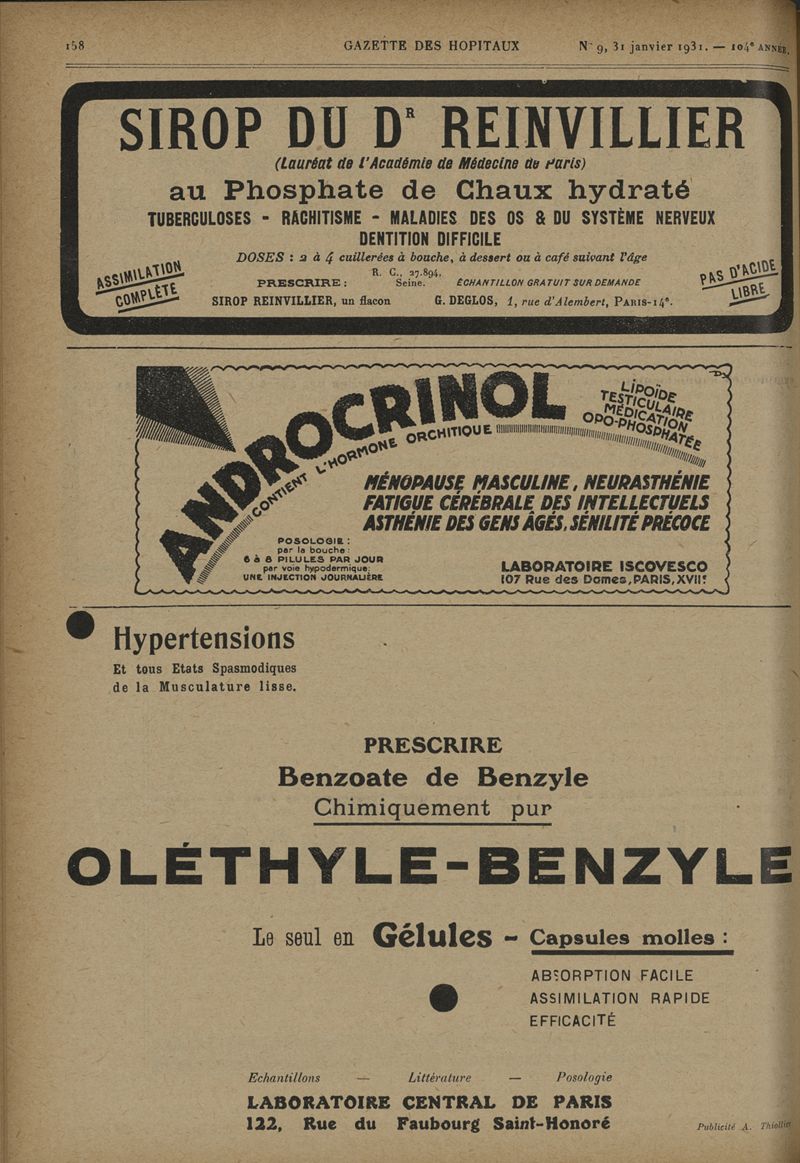 158 GAZETTE DES HOPITAUX N° 9, 31 janvier 1931. — 104e ANNÉE.
SIROP DU DR REINVILLIER
(Lauréat de l'Académie de Médecine de Paris)
au Phosphate de Chaux hydraté
TUBERCULOSES - RACHITISME - MALADIES DES OS & DU SYSTÈME NERVEUX
DENTITION DIFFICILE
DOSES : 2 à 4 cuillerées à bouche, à dessert ou à café suivant l'âge
ASSIMILATION
COMPLÈTE
R. C., 27.894,
PRESCRIRE : Seine. ÉCHANTILLON GRATUIT SUR DEMANDE
SIROP REINVILLIER, un flacon G. DEGLOS, 1, rue d'Alembert, PARIS-14e.
PAS D'ACIDE
LIBRE
ANDROCRINOL
CONTIENT L'HORMONE ORCHITIQUE
LIPOÏDE
TESTICULAIRE
MÉDICATION
OPO-PHOSPHATÉE
MÉNOPAUSE MASCULINE, NEURASTHÉNIE
FATIGUE CÉRÉBRALE DES INTELLECTUELS
ASTHÉNIE DES GENS ÂGÉS, SÉNILITÉ PRÉCOCE
POSOLOGIE :
par la bouche :
6 à 8 PILULES PAR JOUR
par voie hypodermique:
UNE INJECTION JOURNALIÈRE
LABORATOIRE ISCOVESCO
107 Rue des Dames, PARIS, XVIIe
Hypertensions
Et tous Etats Spasmodiques
de la Musculature lisse.
PRESCRIRE
Benzoate de Benzyle
Chimiquement pur
OLÉTHYLE-BENZYLE
Le seul en Gélules - Capsules molles :
ABSORPTION FACILE
ASSIMILATION RAPIDE
EFFICACITÉ
Echantillons — Littérature — Posologie
LABORATOIRE CENTRAL DE PARIS
122, Rue du Faubourg Saint-Honoré
Publicité A.